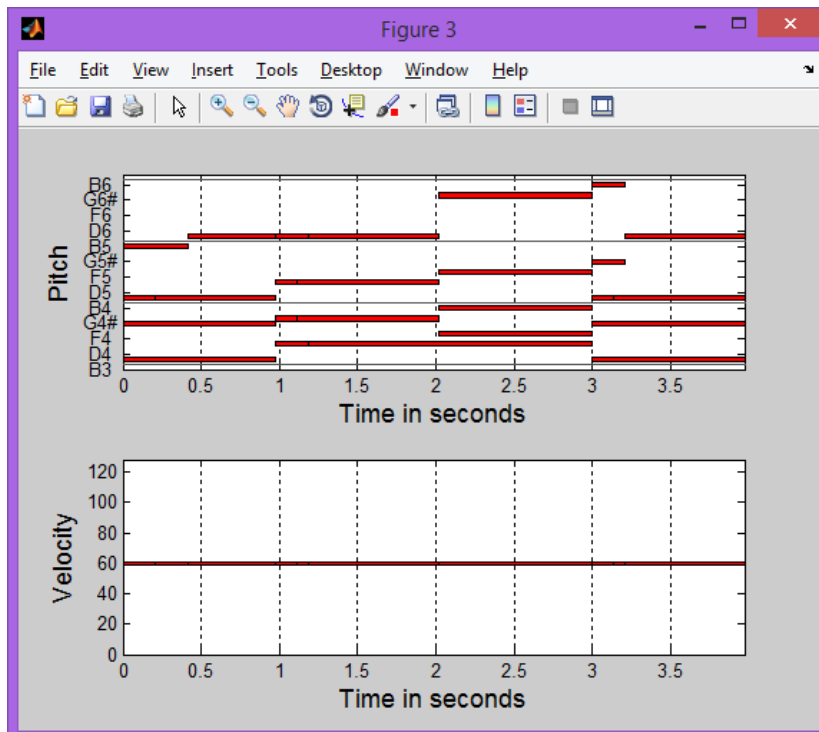 Figure 3
File Edit View Insert Tools Desktop Window Help
Pitch
B6
G6#
F6
D6
B5
G5#
F5
D5
B4
G4#
F4
D4
B3
0 0.5 1 1.5 2 2.5 3 3.5
Time in seconds
Velocity
120
100
80
60
40
20
0
0 0.5 1 1.5 2 2.5 3 3.5
Time in seconds